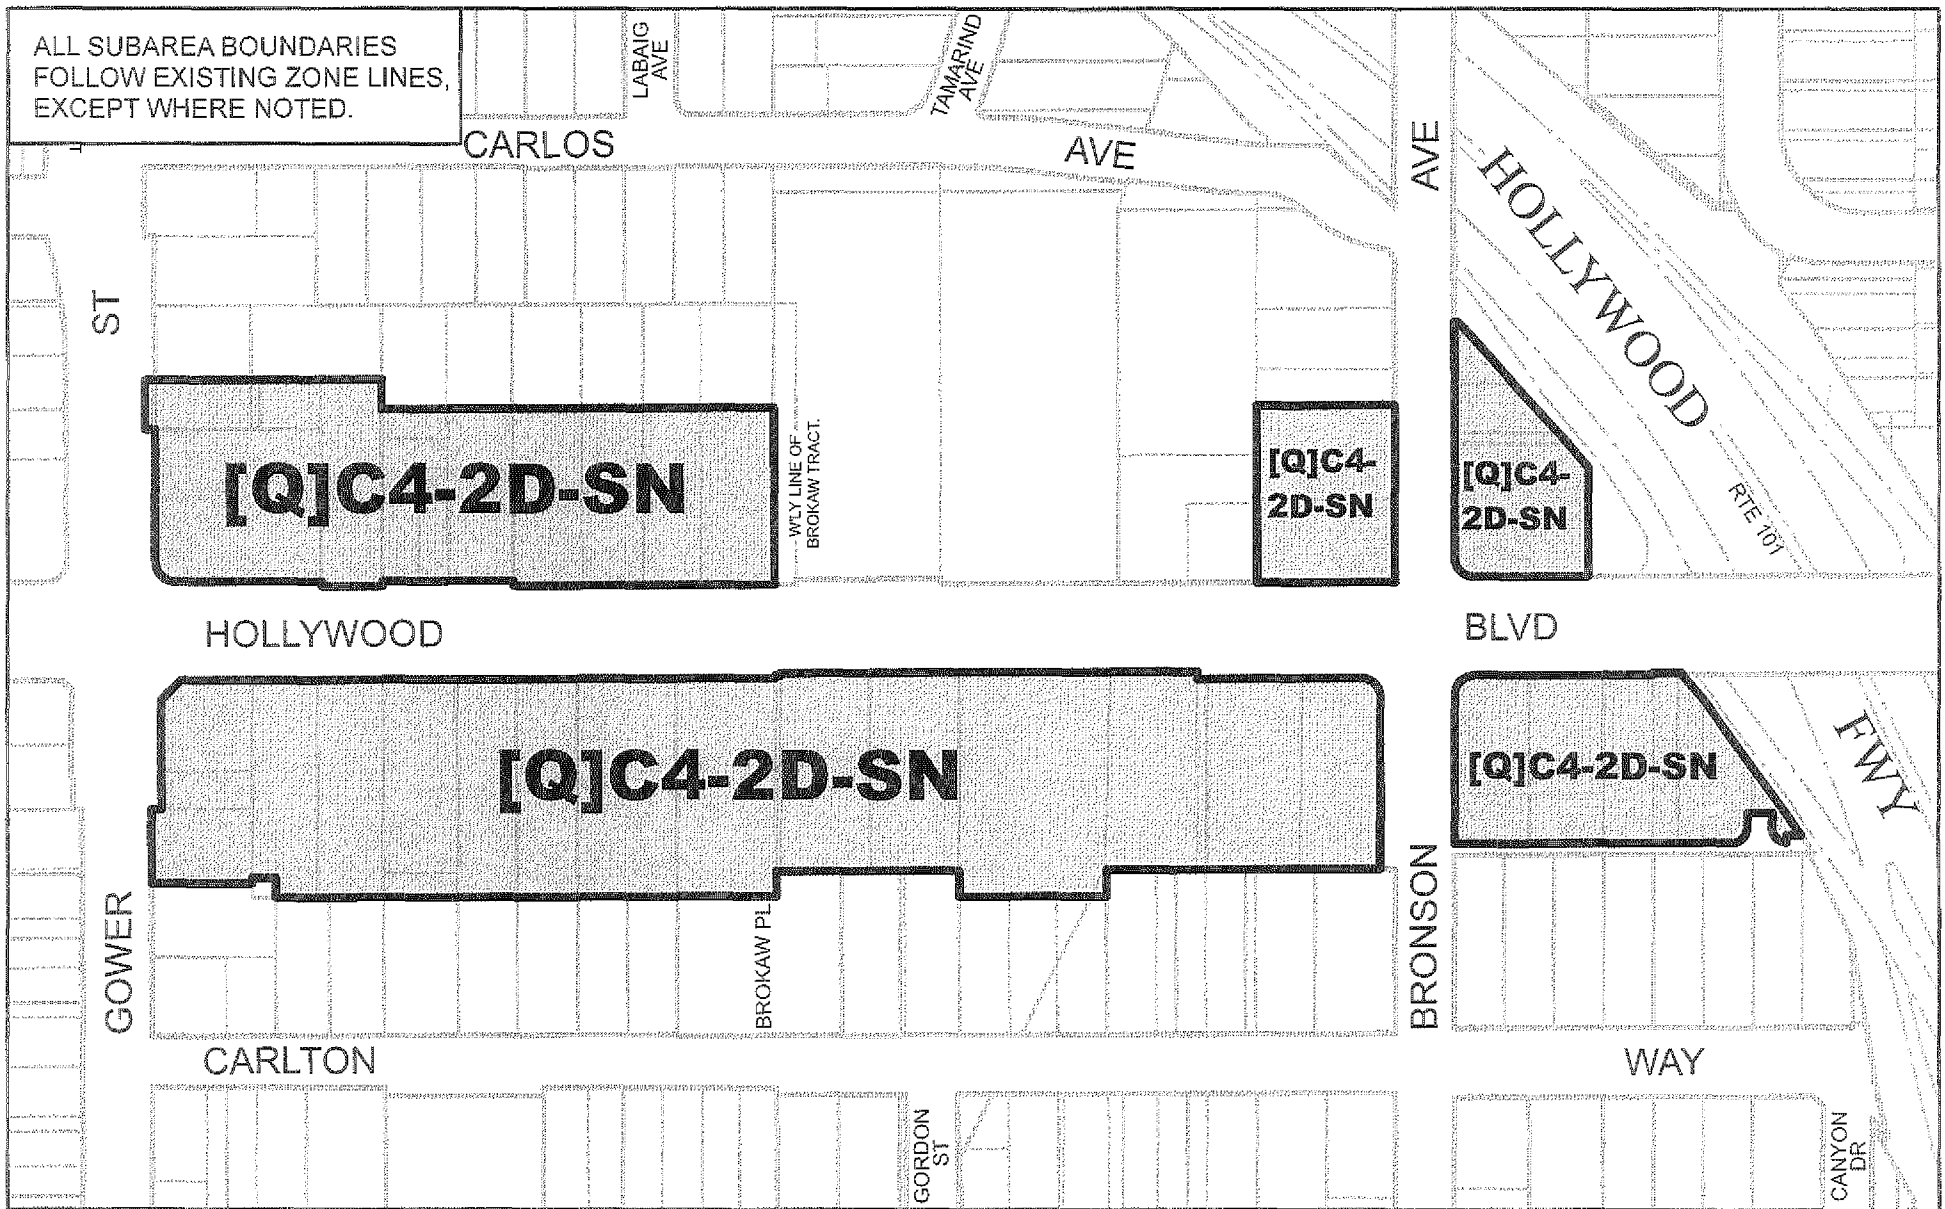 ALL SUBAREA BOUNDARIES
FOLLOW EXISTING ZONE LINES,
EXCEPT WHERE NOTED.
LABAIG
AVE
TAMARIND
AVE
CARLOS
AVE
AVE
HOLLYWOOD
ST
[Q]C4-2D-SN
W'LY LINE OF
BROKAW TRACT.
[Q]C4-
2D-SN
[Q]C4-
2D-SN
RTE 101
HOLLYWOOD
BLVD
[Q]C4-2D-SN
[Q]C4-2D-SN
FWY
GOWER
BROKAW PL
BRONSON
CARLTON
WAY
GORDON
ST
CANYON
DR